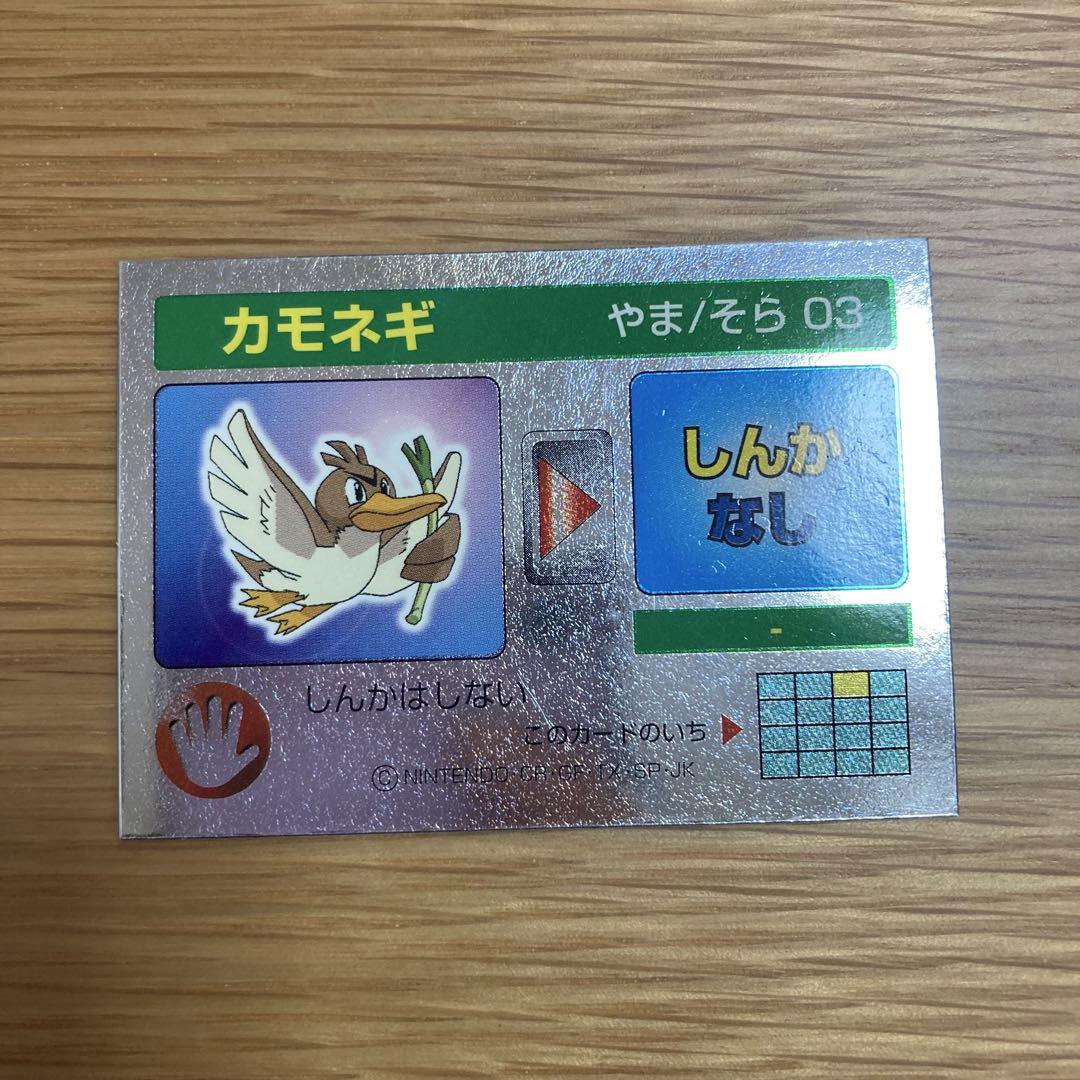 カモネギ
やま/そら 03
しんか
なし
-
しんかはしない
このカードのいち
©NINTENDO・CR・GF・TX・SP・JK